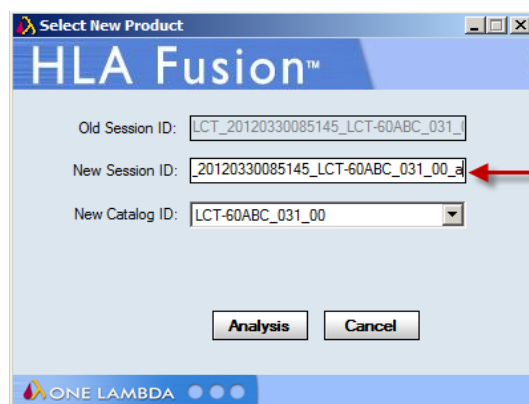 Select New Product
HLA Fusion™
Old Session ID: LCT_20120330085145_LCT-60ABC_031_
New Session ID: _20120330085145_LCT-60ABC_031_00_a
New Catalog ID: LCT-60ABC_031_00
Analysis Cancel
ONE LAMBDA